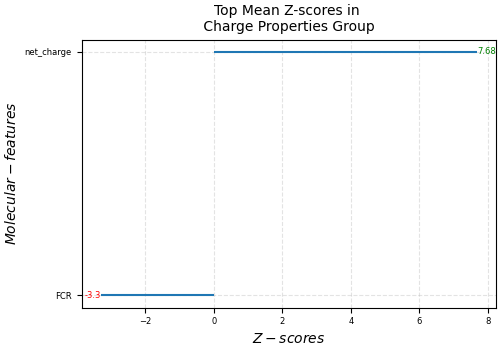 Top Mean Z-scores in
Charge Properties Group
net_charge
7.68
Molecular − features
FCR
-3.3
−2
0
2
4
6
8
Z − scores